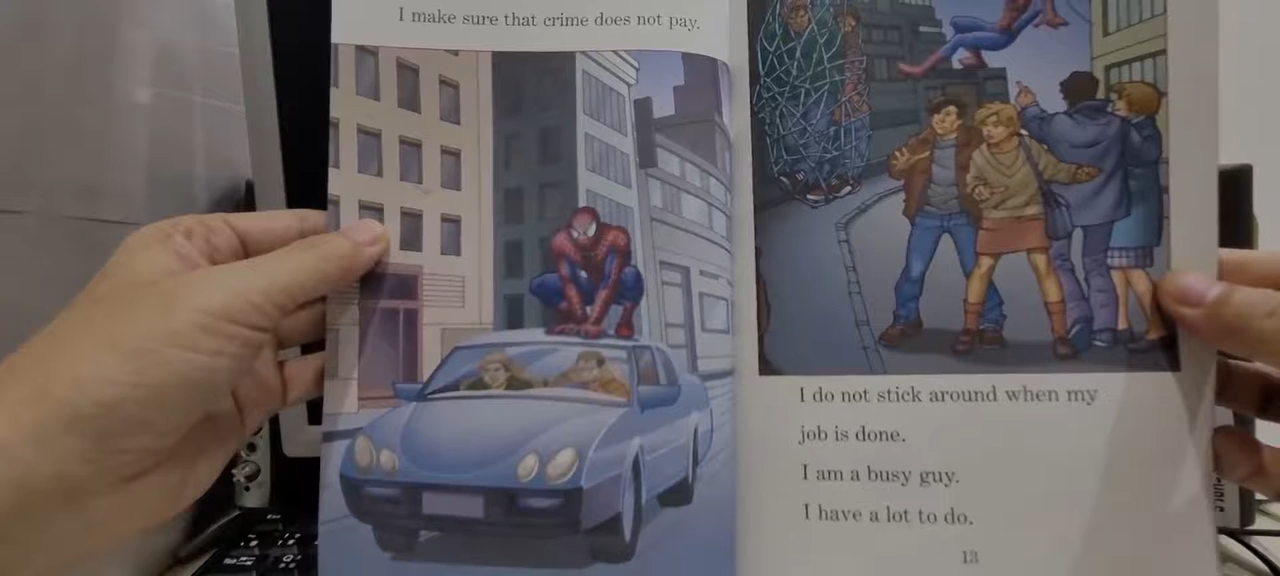 I make sure that crime does not pay.
I do not stick around when my
job is done.
I am a busy guy.
I have a lot to do.
13